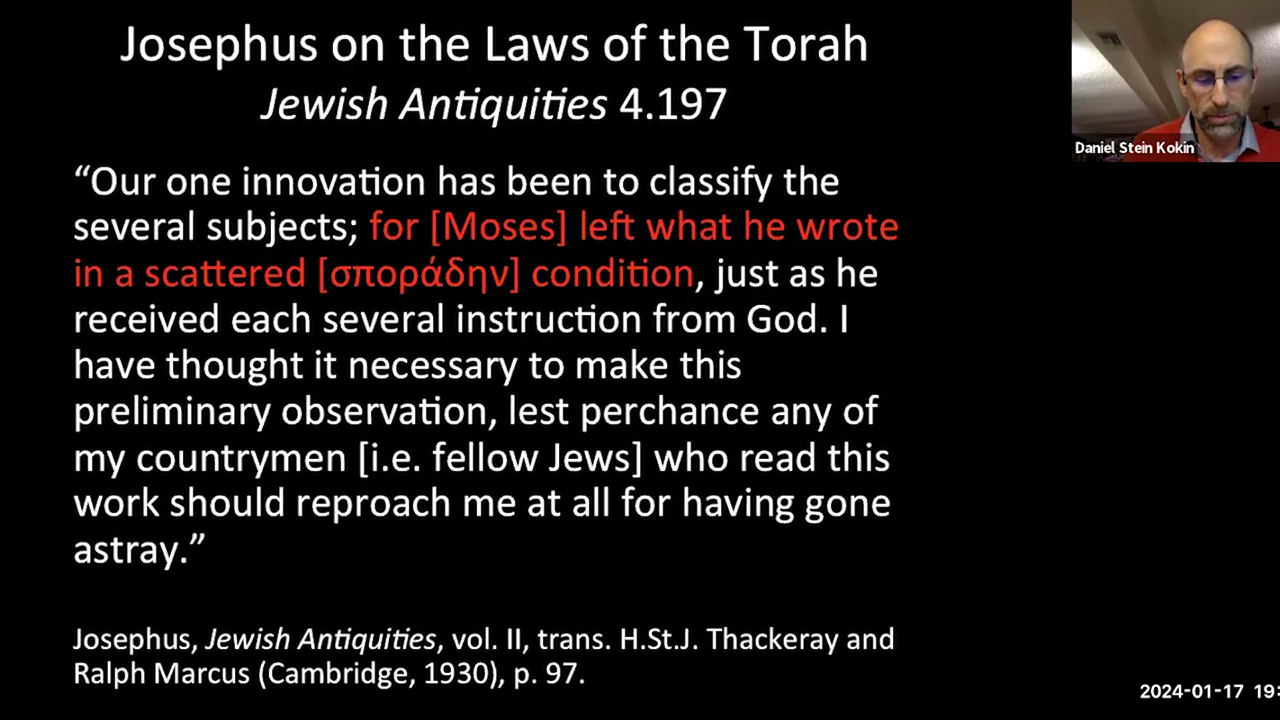 Josephus on the Laws of the Torah
Jewish Antiquities 4.197
“Our one innovation has been to classify the
several subjects; for [Moses] left what he wrote
in a scattered [σποράδην] condition, just as he
received each several instruction from God. I
have thought it necessary to make this
preliminary observation, lest perchance any of
my countrymen [i.e. fellow Jews] who read this
work should reproach me at all for having gone
astray.”
Josephus, Jewish Antiquities, vol. II, trans. H.St.J. Thackeray and
Ralph Marcus (Cambridge, 1930), p. 97.
Daniel Stein Kokin
2024-01-17 19: